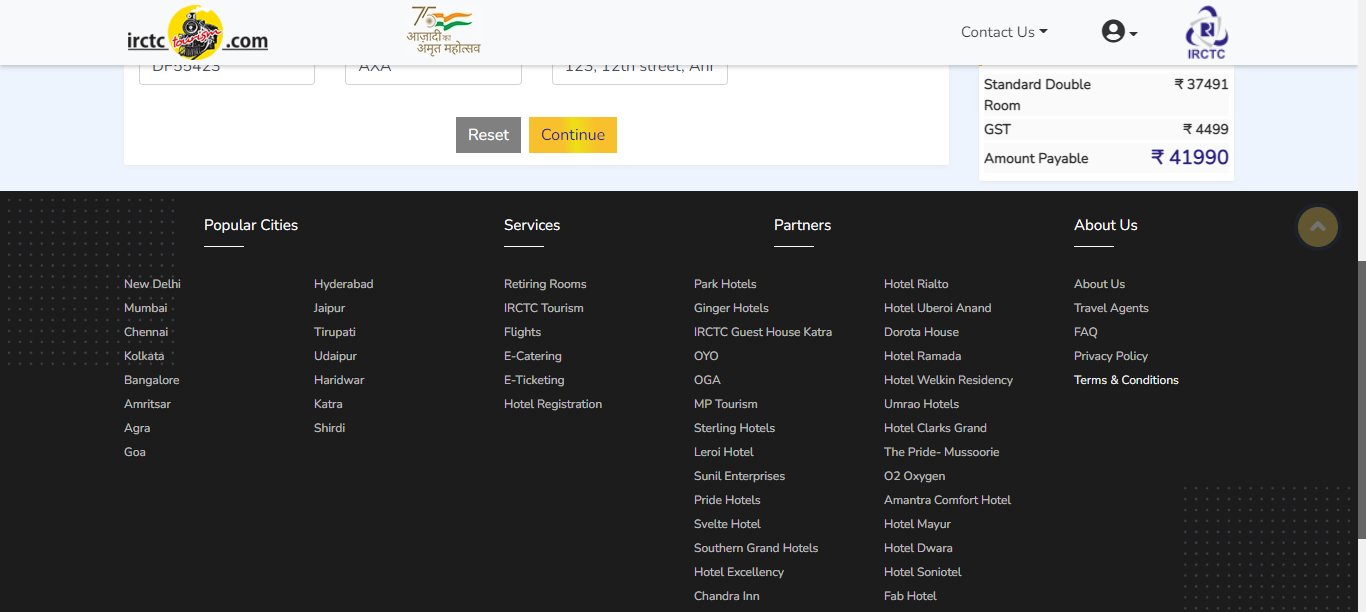 irctc tourism .com
75
आज़ादी का
अमृत महोत्सव
Contact Us
IRCTC
DF55423
AXA
123, 12th street, Anr
Reset
Continue
Standard Double Room
₹ 37491
GST
₹ 4499
Amount Payable
₹ 41990
Popular Cities
New Delhi
Mumbai
Chennai
Kolkata
Bangalore
Amritsar
Agra
Goa
Hyderabad
Jaipur
Tirupati
Udaipur
Haridwar
Katra
Shirdi
Services
Retiring Rooms
IRCTC Tourism
Flights
E-Catering
E-Ticketing
Hotel Registration
Partners
Park Hotels
Ginger Hotels
IRCTC Guest House Katra
OYO
OGA
MP Tourism
Sterling Hotels
Leroi Hotel
Sunil Enterprises
Pride Hotels
Svelte Hotel
Southern Grand Hotels
Hotel Excellency
Chandra Inn
Hotel Rialto
Hotel Uberoi Anand
Dorota House
Hotel Ramada
Hotel Welkin Residency
Umrao Hotels
Hotel Clarks Grand
The Pride- Mussoorie
O2 Oxygen
Amantra Comfort Hotel
Hotel Mayur
Hotel Dwara
Hotel Soniotel
Fab Hotel
About Us
About Us
Travel Agents
FAQ
Privacy Policy
Terms & Conditions